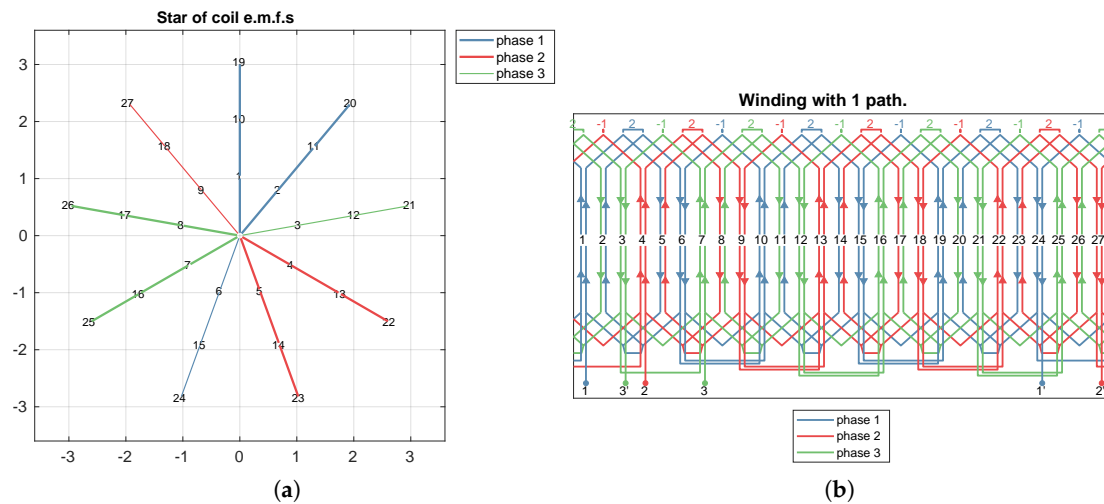 Star of coil e.m.f.s
phase 1
phase 2
phase 3
3
2
1
0
-1
-2
-3
-3 -2 -1 0 1 2 3
19
27 20
10
18 11
1
9 2
26 17 8 3 12 21
7 4
25 16 6 5 13 22
15 14
24 23
(a)
Winding with 1 path.
2 -1 2 -1 2 -1 2 -1 2 -1 2 -1 2 -1 2 -1 2 -1
1 2 3 4 5 6 7 8 9 10 11 12 13 14 15 16 17 18 19 20 21 22 23 24 25 26 27
1 3' 2 3 1' 2'
phase 1
phase 2
phase 3
(b)